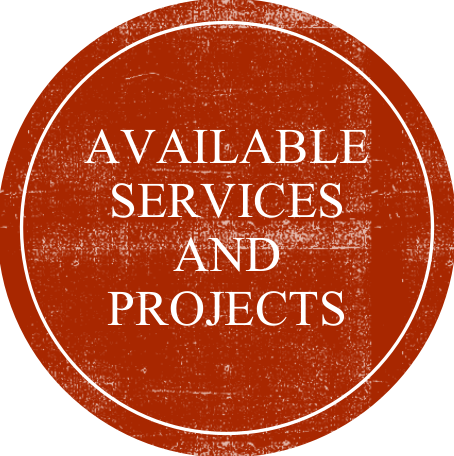 AVAILABLE
SERVICES
AND
PROJECTS